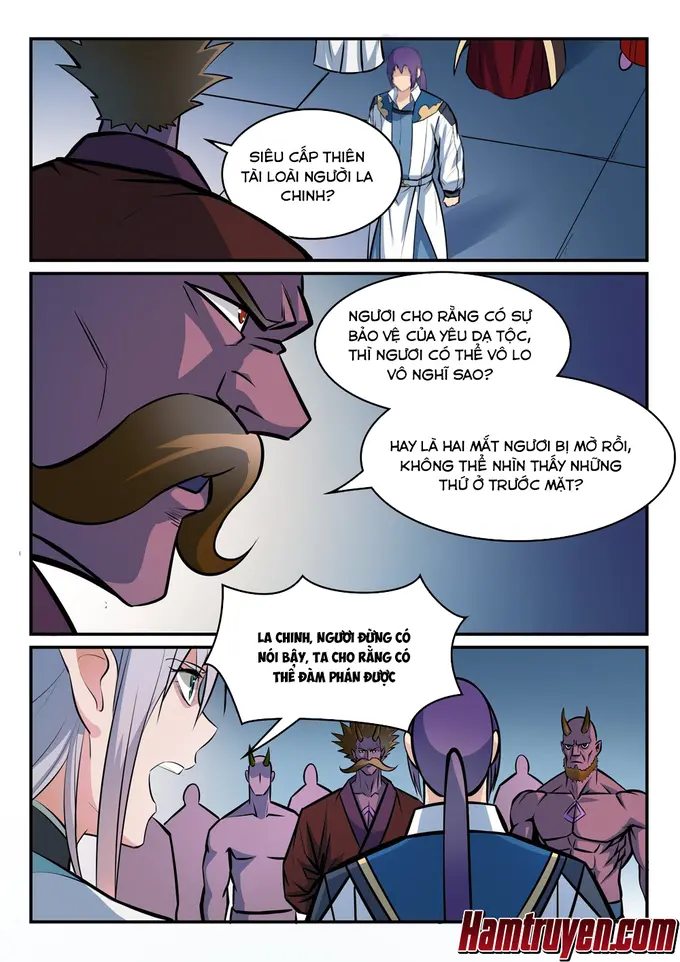 SIÊU CẤP THIÊN
TÀI LOÀI NGƯỜI LA
CHINH?
NGƯƠI CHO RẰNG CÓ SỰ
BẢO VỆ CỦA YÊU DẠ TỘC,
THÌ NGƯƠI CÓ THỂ VÔ LO
VÔ NGHĨ SAO?
HAY LÀ HAI MẮT NGƯƠI BỊ MỜ RỒI,
KHÔNG THỂ NHÌN THẤY NHỮNG
THỨ Ở TRƯỚC MẶT?
LA CHINH, NGƯƠI ĐỪNG CÓ
NÓI BẬY, TA CHO RẰNG CÓ
THỂ ĐÀM PHÁN ĐƯỢC
Hamtruyen.com